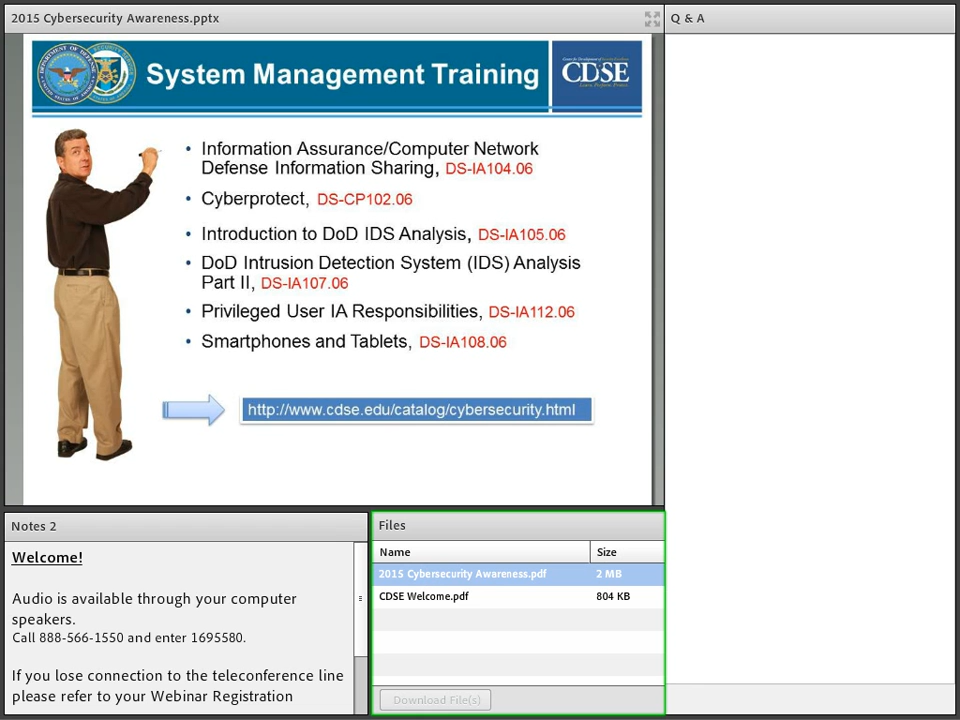 2015 Cybersecurity Awareness.pptx
Q & A
System Management Training
CDSE
Learn. Perform. Protect.
• Information Assurance/Computer Network
Defense Information Sharing, DS-IA104.06
• Cyberprotect, DS-CP102.06
• Introduction to DoD IDS Analysis, DS-IA105.06
• DoD Intrusion Detection System (IDS) Analysis
Part II, DS-IA107.06
• Privileged User IA Responsibilities, DS-IA112.06
• Smartphones and Tablets, DS-IA108.06
http://www.cdse.edu/catalog/cybersecurity.html
Notes 2
Welcome!
Audio is available through your computer
speakers.
Call 888-566-1550 and enter 1695580.
If you lose connection to the teleconference line
please refer to your Webinar Registration
Files
Name Size
2015 Cybersecurity Awareness.pdf 2 MB
CDSE Welcome.pdf 804 KB
Download File(s)